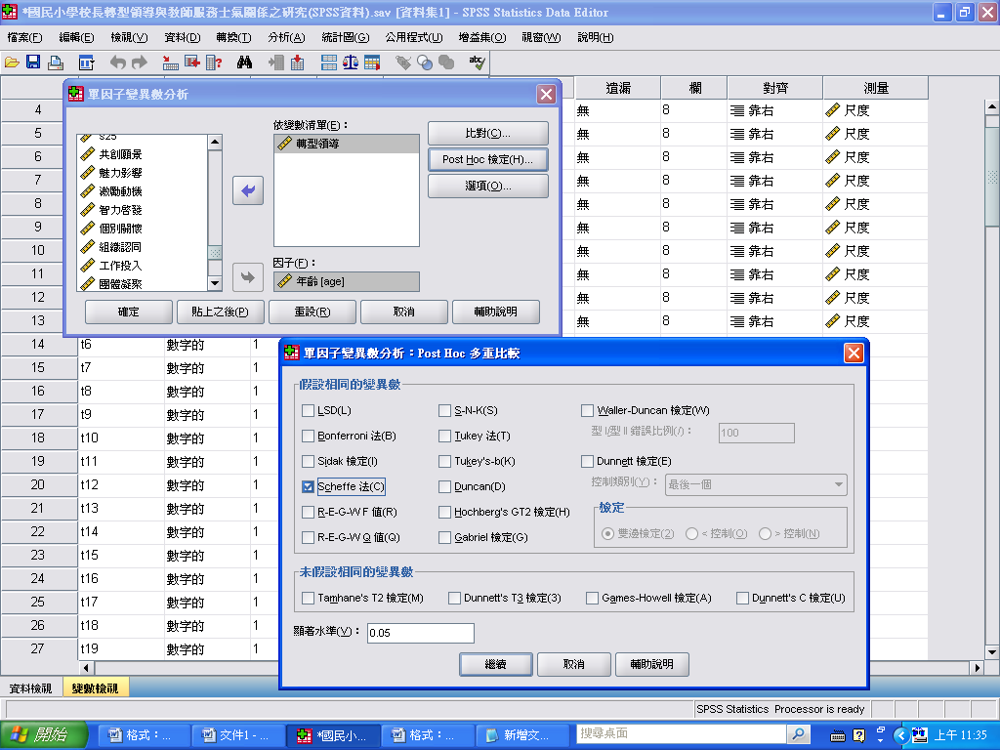 *國民小學校長轉型領導與教師服務士氣關係之研究(SPSS資料).sav [資料集1] - SPSS Statistics Data Editor
檔案(F) 編輯(E) 檢視(V) 資料(D) 轉換(T) 分析(A) 統計圖(G) 公用程式(U) 增益集(O) 視窗(W) 說明(H)
遺漏 欄 對齊 測量
4 無 8 靠右 尺度
5 無 8 靠右 尺度
6 無 8 靠右 尺度
7 無 8 靠右 尺度
8 無 8 靠右 尺度
9 無 8 靠右 尺度
10 無 8 靠右 尺度
11 無 8 靠右 尺度
12 無 8 靠右 尺度
13 無 8 靠右 尺度
單因子變異數分析
s25
共創願景
魅力影響
激勵動機
智力啓發
個別關懷
組織認同
工作投入
團體凝聚
依變數清單(E)：
轉型領導
因子(F)：
年齡 [age]
比對(C)...
Post Hoc 檢定(H)...
選項(O)...
確定 貼上之後(P) 重設(R) 取消 輔助說明
14 t6 數字的 1
15 t7 數字的 1
16 t8 數字的 1
17 t9 數字的 1
18 t10 數字的 1
19 t11 數字的 1
20 t12 數字的 1
21 t13 數字的 1
22 t14 數字的 1
23 t15 數字的 1
24 t16 數字的 1
25 t17 數字的 1
26 t18 數字的 1
27 t19 數字的 1
單因子變異數分析：Post Hoc 多重比較
假設相同的變異數
LSD(L) S-N-K(S) Waller-Duncan 檢定(W)
Bonferroni 法(B) Tukey 法(T) 型 I/型 II 錯誤比例(/)： 100
Sidak 檢定(I) Tukey's-b(K) Dunnett 檢定(E)
Scheffe 法(C) Duncan(D) 控制類別(Y)： 最後一個
R-E-G-W F 值(R) Hochberg's GT2 檢定(H) 檢定
R-E-G-W Q 值(Q) Gabriel 檢定(G) 雙邊檢定(2) < 控制(O) > 控制(N)
未假設相同的變異數
Tamhane's T2 檢定(M) Dunnett's T3 檢定(3) Games-Howell 檢定(A) Dunnett's C 檢定(U)
顯著水準(V)： 0.05
繼續 取消 輔助說明
資料檢視 變數檢視
SPSS Statistics Processor is ready
開始 格式：... 文件1 - ... *國民小... 格式：... 新增文... 搜尋桌面 上午 11:35